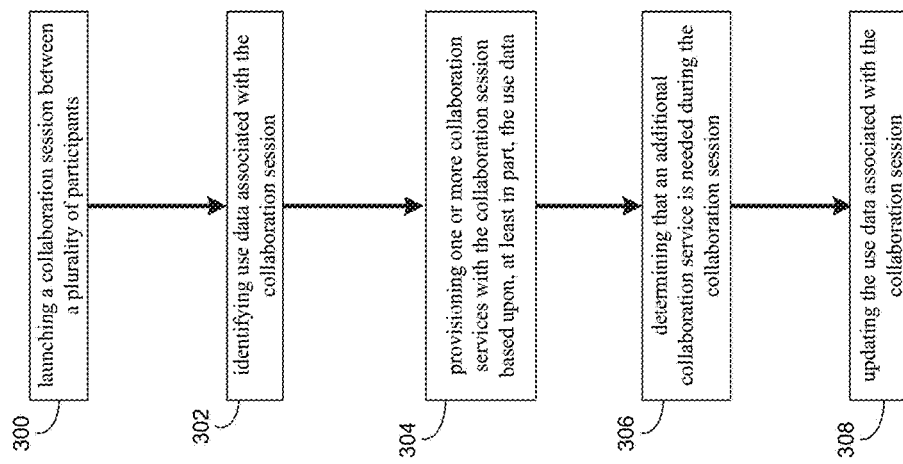 300
launching a collaboration session between
a plurality of participants
302
identifying use data associated with the
collaboration session
304
provisioning one or more collaboration
services with the collaboration session
based upon, at least in part, the use data
306
determining that an additional
collaboration service is needed during the
collaboration session
308
updating the use data associated with the
collaboration session